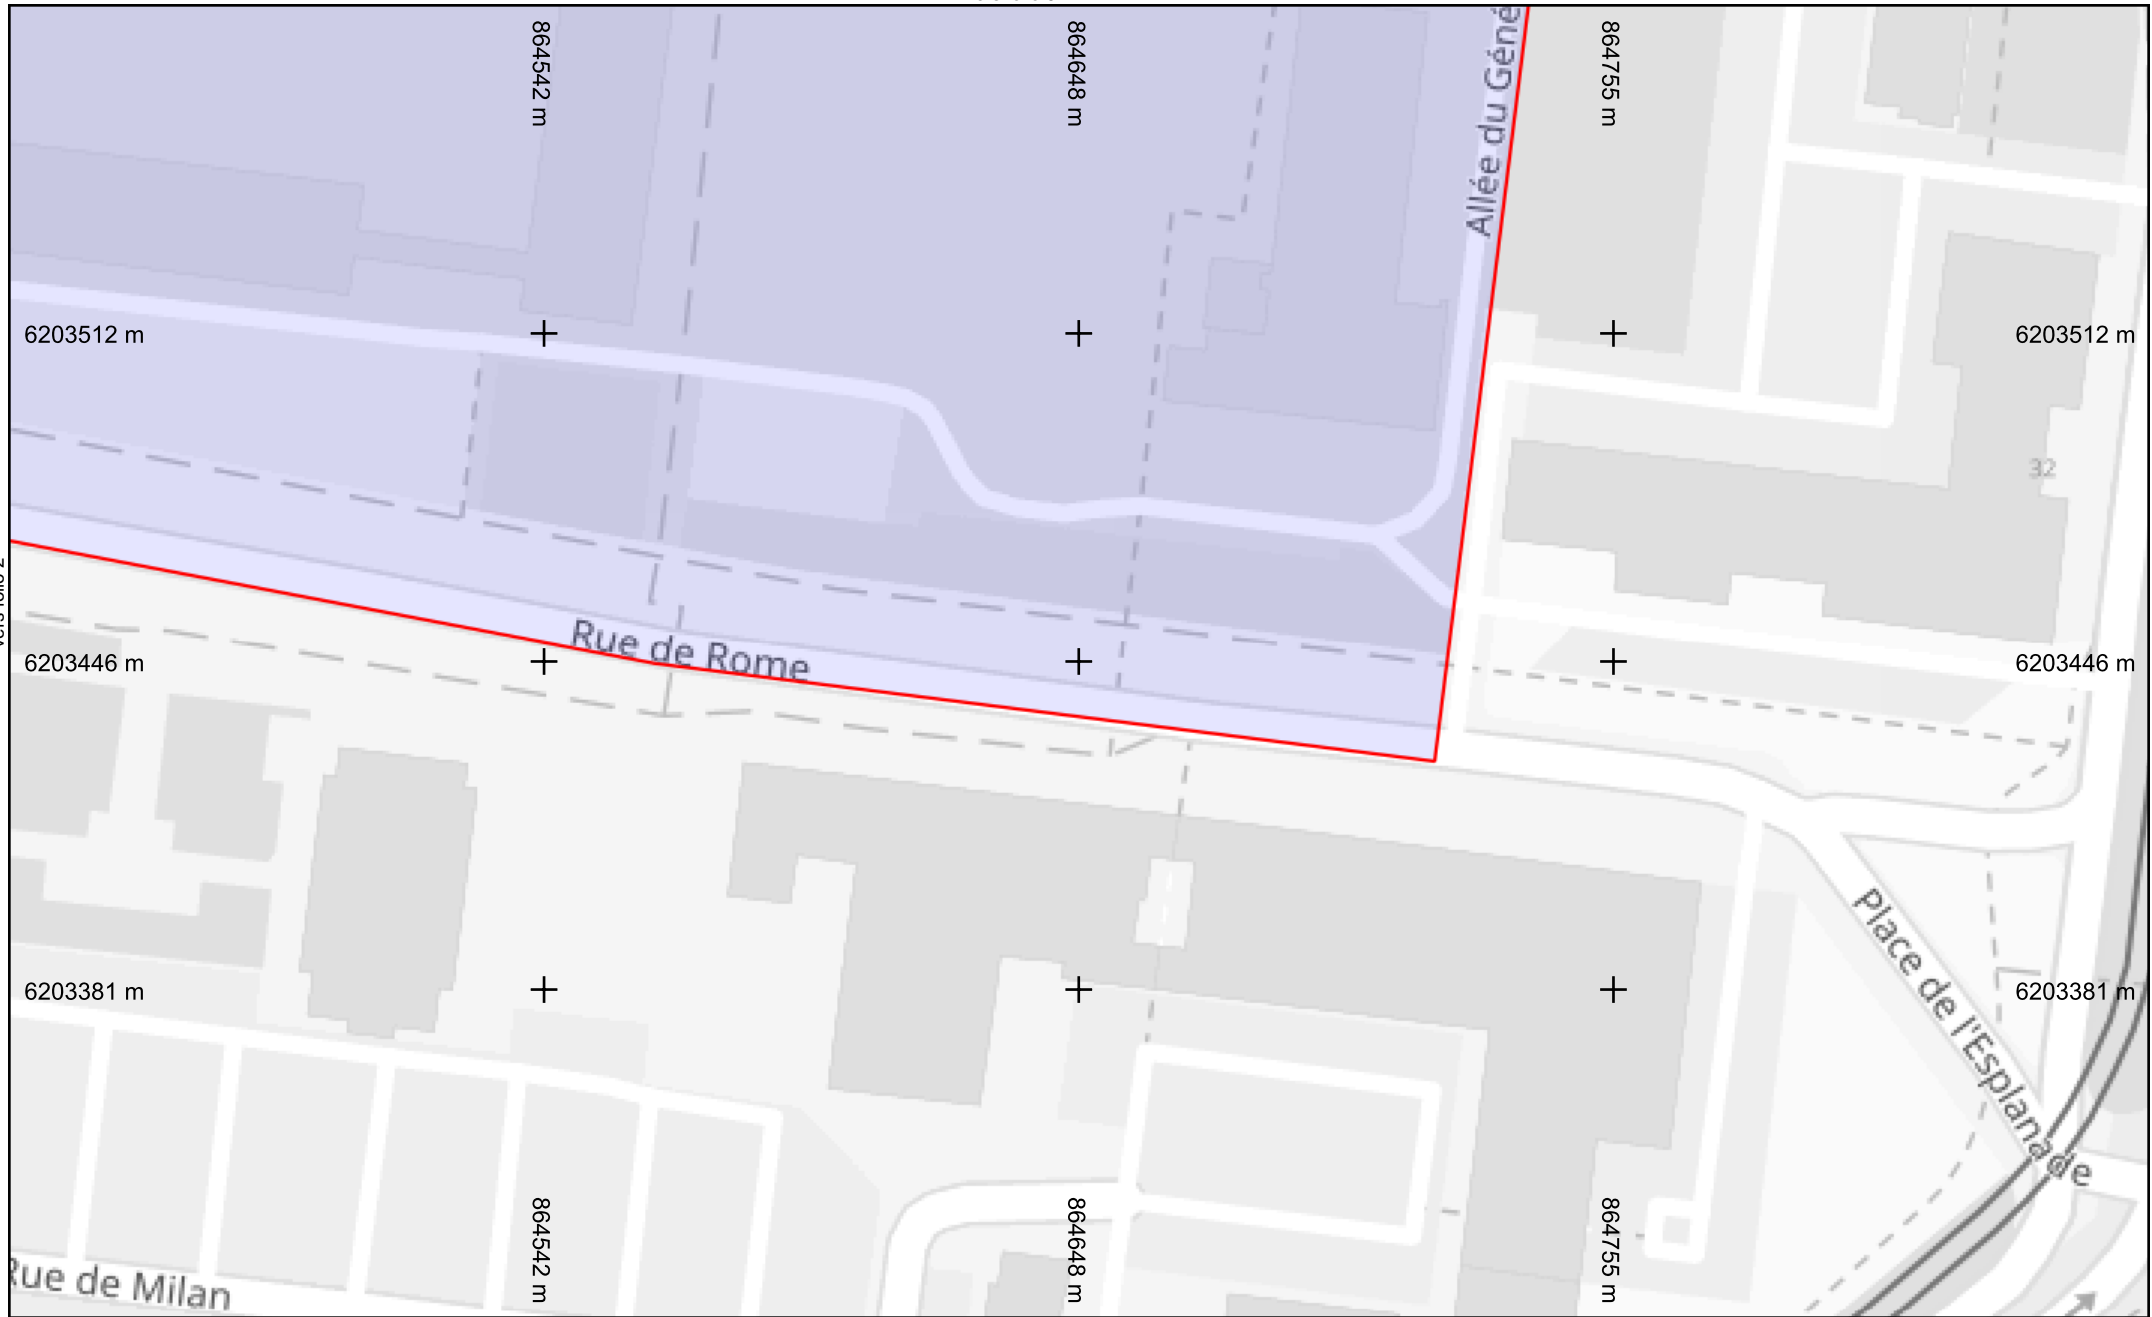 864542 m
864648 m
864755 m
Allée du Géné
6203512 m
6203512 m
32
Rue de Rome
6203446 m
6203446 m
Place de l'Esplanade
6203381 m
6203381 m
864542 m
864648 m
864755 m
Rue de Milan